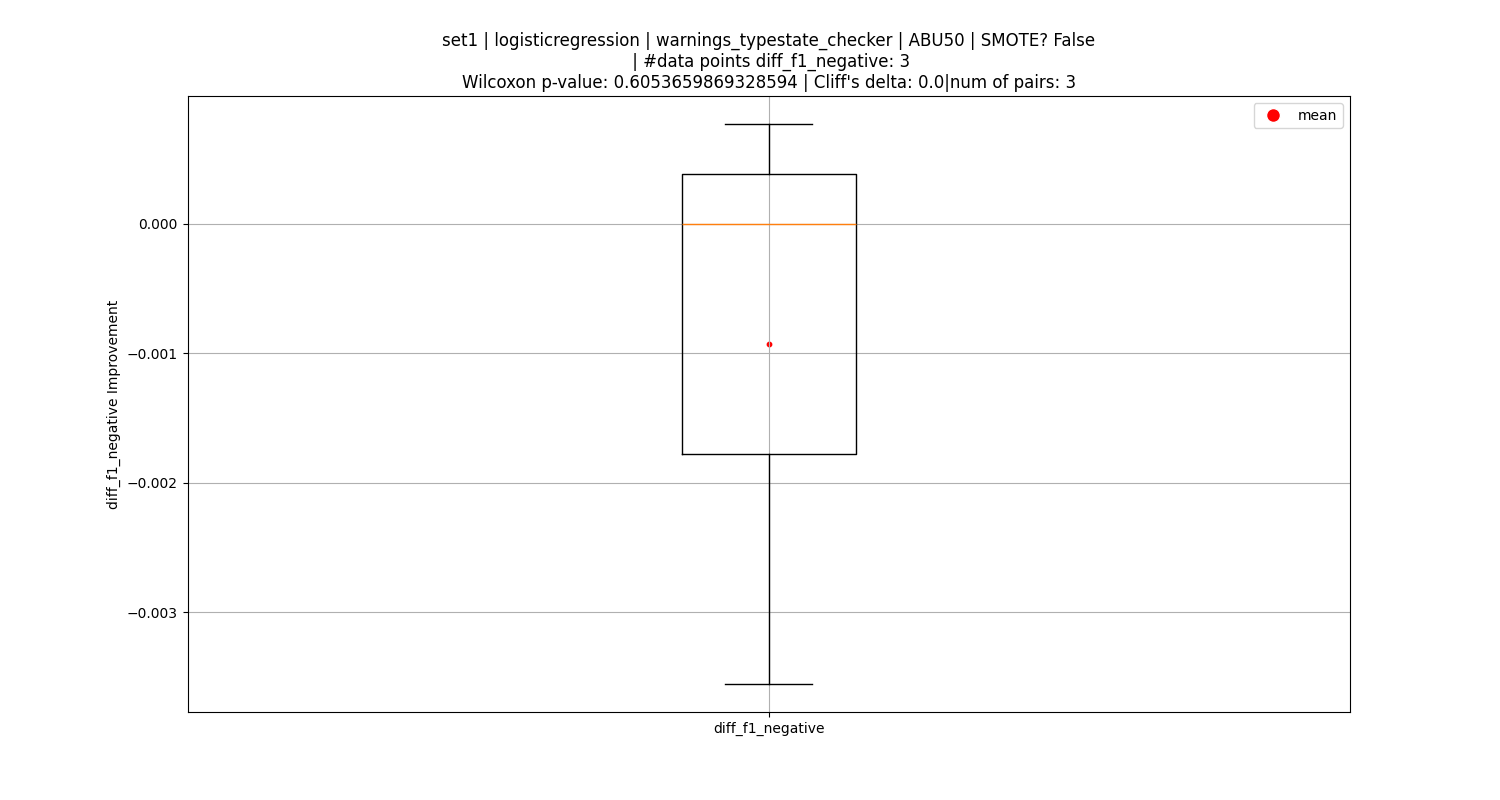 set1 | logisticregression | warnings_typestate_checker | ABU50 | SMOTE? False
| #data points diff_f1_negative: 3
Wilcoxon p-value: 0.6053659869328594 | Cliff's delta: 0.0|num of pairs: 3
mean
0.000
−0.001
−0.002
−0.003
diff_f1_negative Improvement
diff_f1_negative